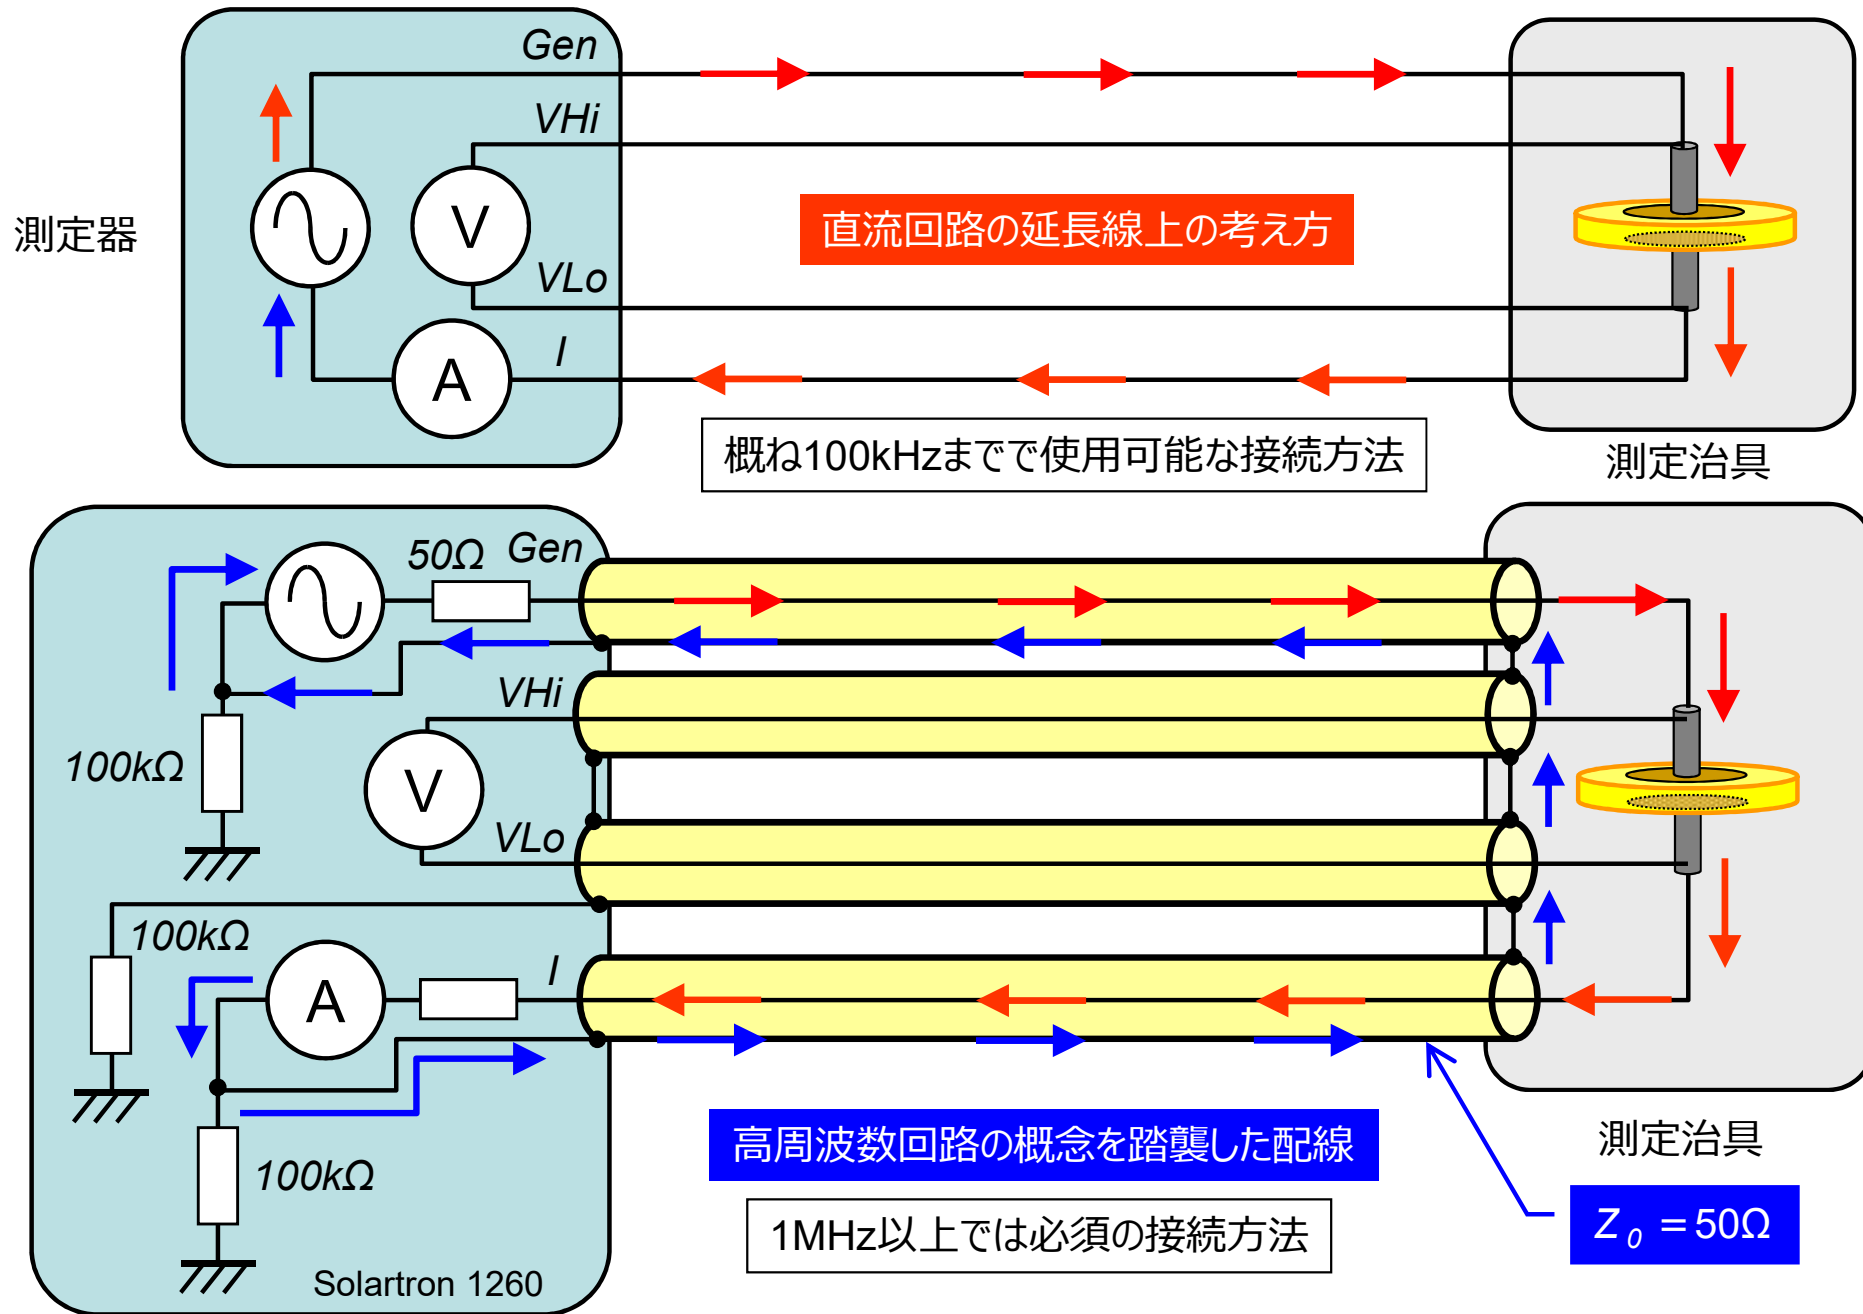 Gen
VHi
測定器
V
直流回路の延長線上の考え方
VLo
I
A
概ね100kHzまでで使用可能な接続方法
測定治具
50Ω
Gen
VHi
100kΩ
V
VLo
100kΩ
I
A
高周波数回路の概念を踏襲した配線
測定治具
100kΩ
1MHz以上では必須の接続方法
Z0 = 50Ω
Solartron 1260